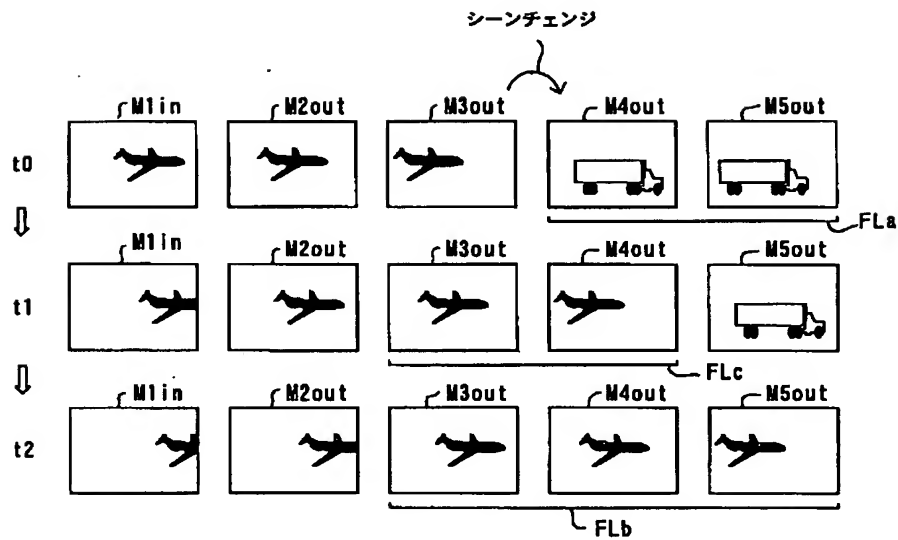 シーンチェンジ
M1in M2out M3out M4out M5out
t0
FLa
M1in M2out M3out M4out M5out
t1
FLc
M1in M2out M3out M4out M5out
t2
FLb